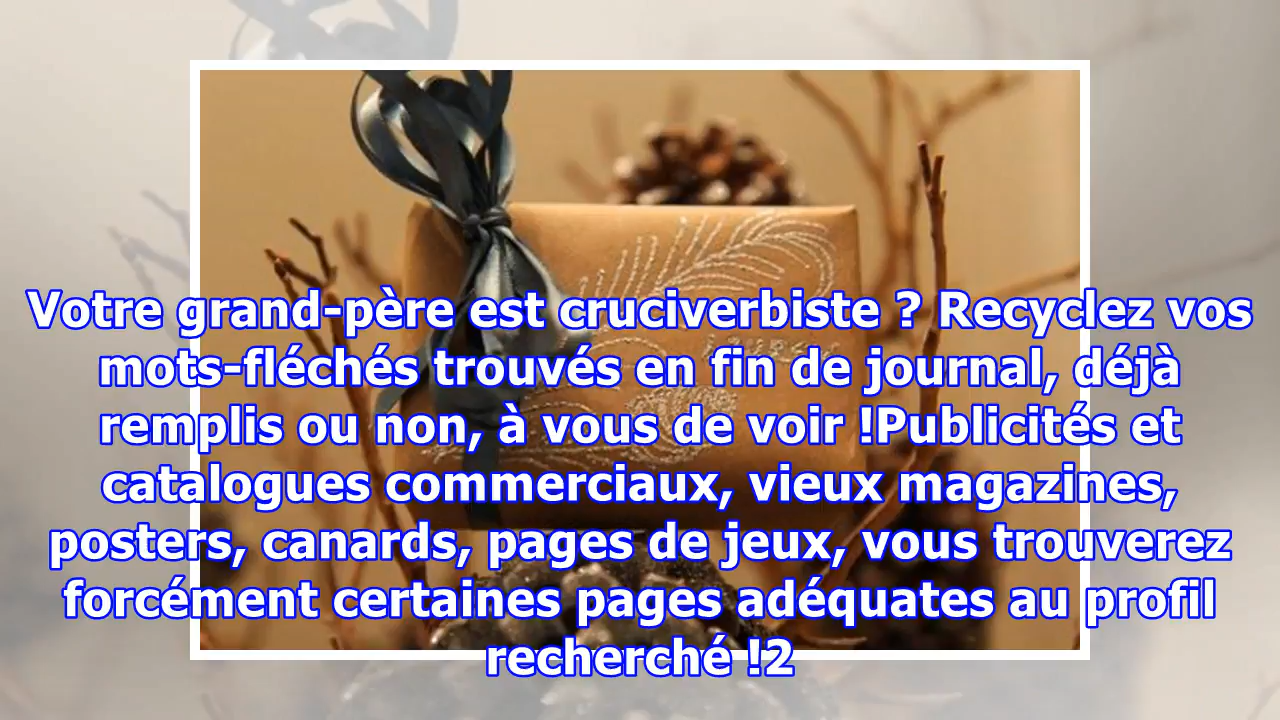 Votre grand-père est cruciverbiste ? Recyclez vos
mots-fléchés trouvés en fin de journal, déjà
remplis ou non, à vous de voir !Publicités et
catalogues commerciaux, vieux magazines,
posters, canards, pages de jeux, vous trouverez
forcément certaines pages adéquates au profil
recherché !2